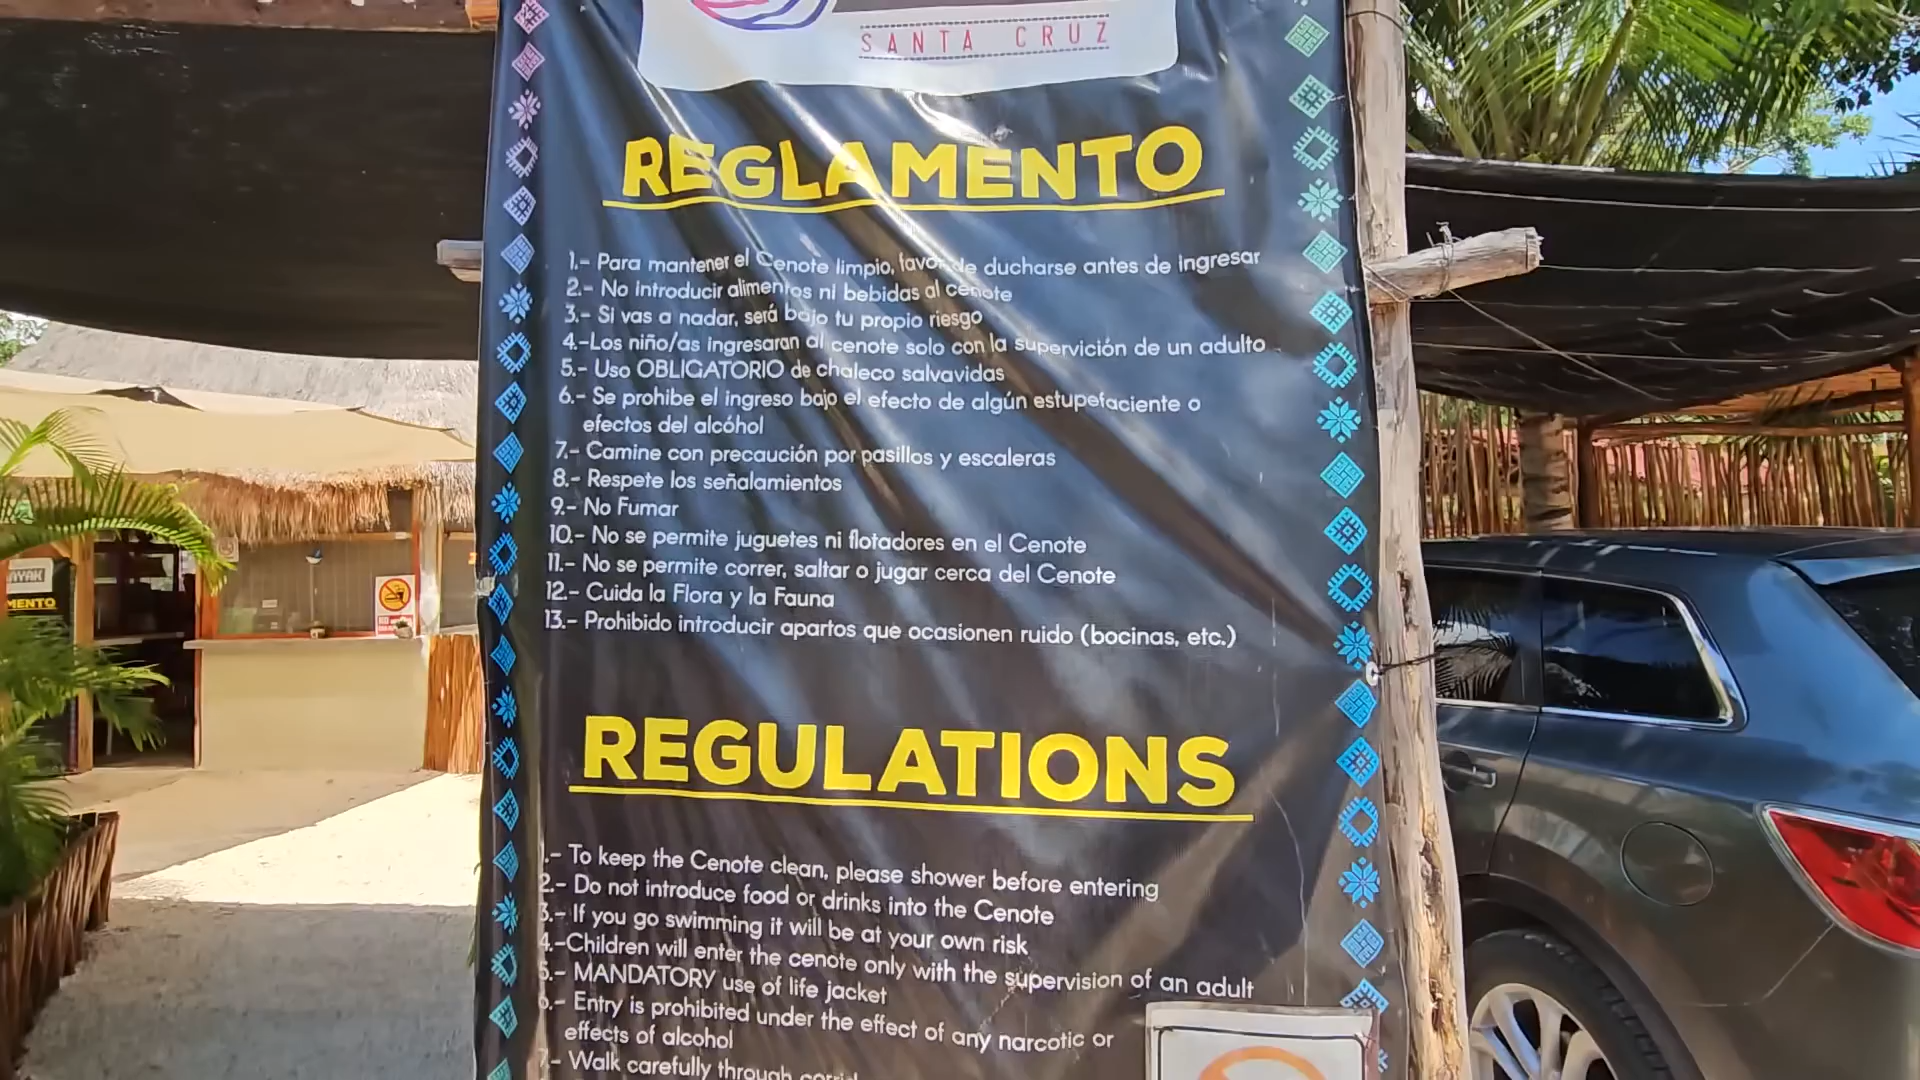 SANTA CRUZ
REGLAMENTO
1.- Para mantener el Cenote limpio, favor de ducharse antes de ingresar
2.- No introducir alimentos ni bebidas al cenote
3.- Si vas a nadar, será bajo tu propio riesgo
4.-Los niño/as ingresaran al cenote solo con la supervición de un adulto
5.- Uso OBLIGATORIO de chaleco salvavidas
6.- Se prohibe el ingreso bajo el efecto de algún estupefaciente o
efectos del alcóhol
7.- Camine con precaución por pasillos y escaleras
8.- Respete los señalamientos
9.- No Fumar
10.- No se permite juguetes ni flotadores en el Cenote
11.- No se permite correr, saltar o jugar cerca del Cenote
12.- Cuida la Flora y la Fauna
13.- Prohibido introducir apartos que ocasionen ruido (bocinas, etc.)
REGULATIONS
.- To keep the Cenote clean, please shower before entering
2.- Do not introduce food or drinks into the Cenote
3.- If you go swimming it will be at your own risk
4.-Children will enter the cenote only with the supervision of an adult
5.- MANDATORY use of life jacket
6.- Entry is prohibited under the effect of any narcotic or
effects of alcohol
7.- Walk carefully through
AYAK
MENTO
NO